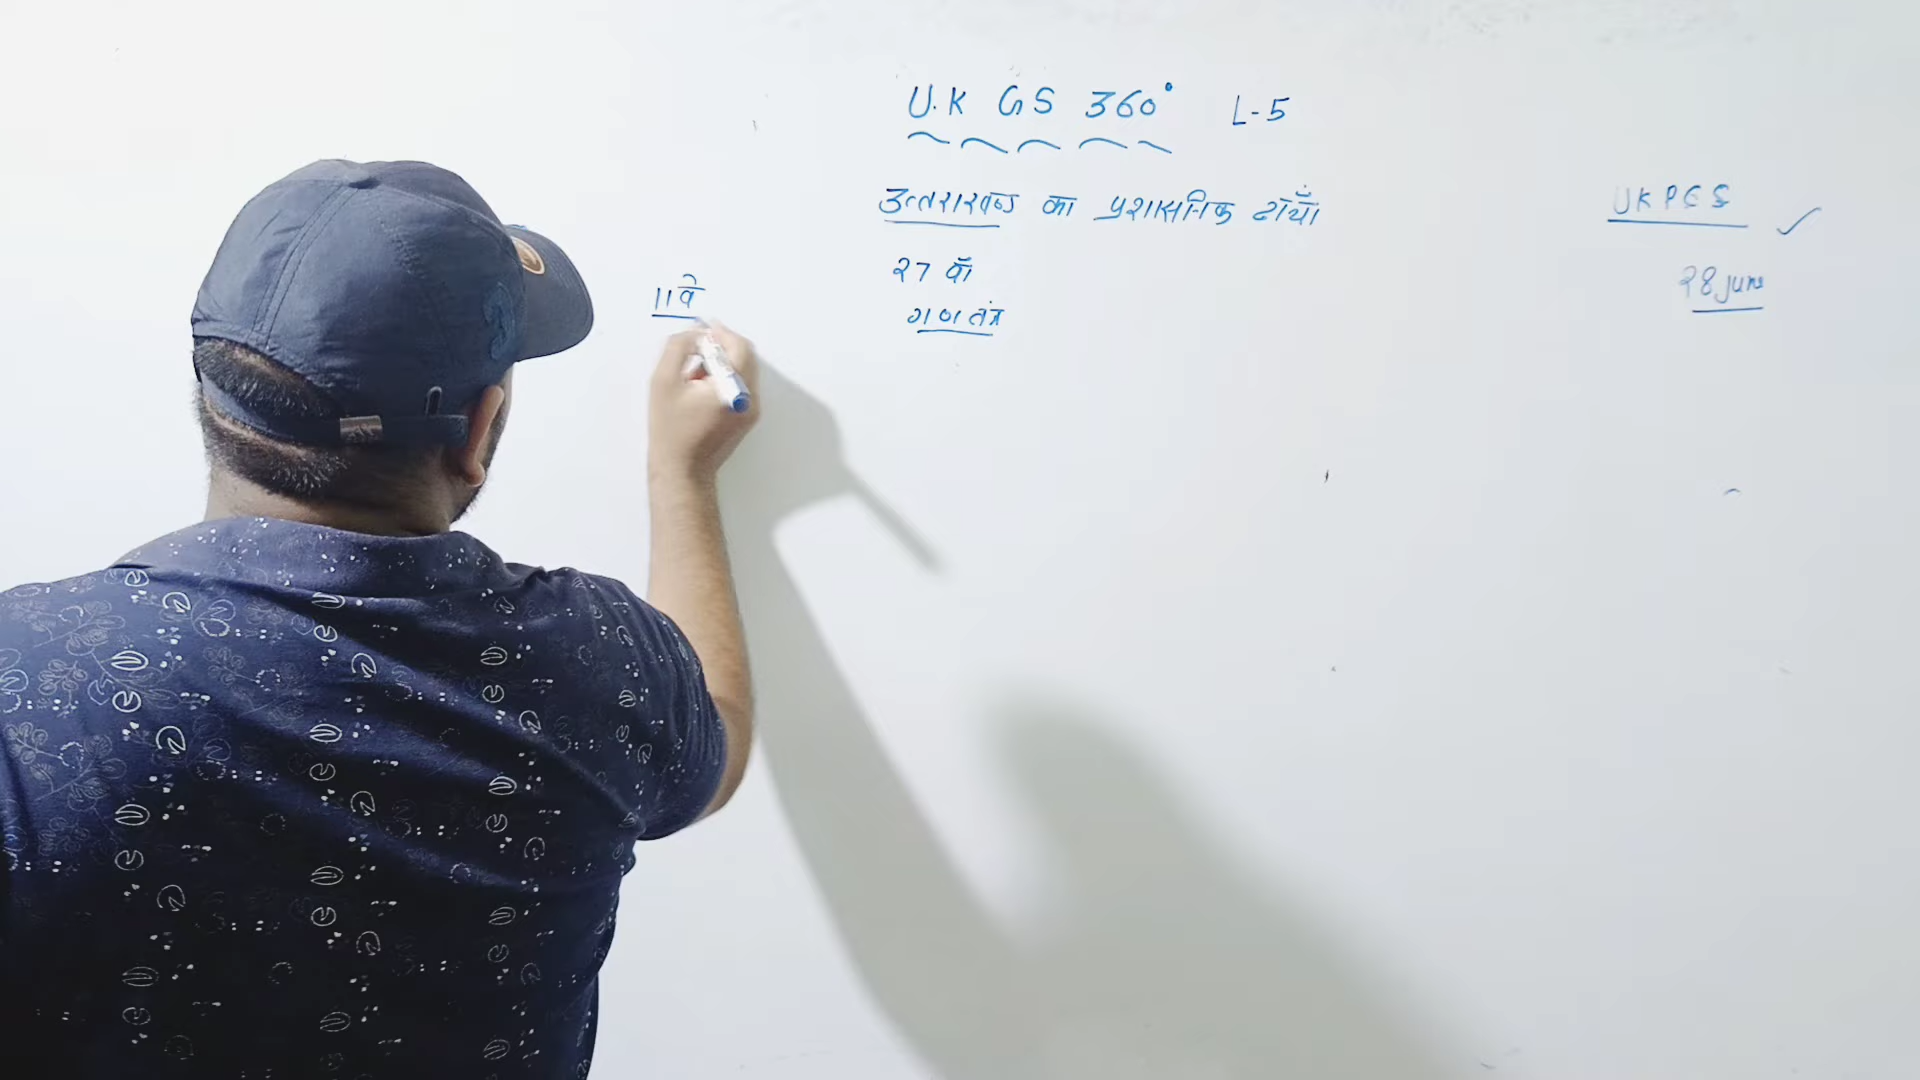 U.K GS 360° L-5
उत्तराखण्ड का प्रशासनिक ढाँचा
27 वाँ
गणतंत्र
11वे
UKPCS ✓
28 June